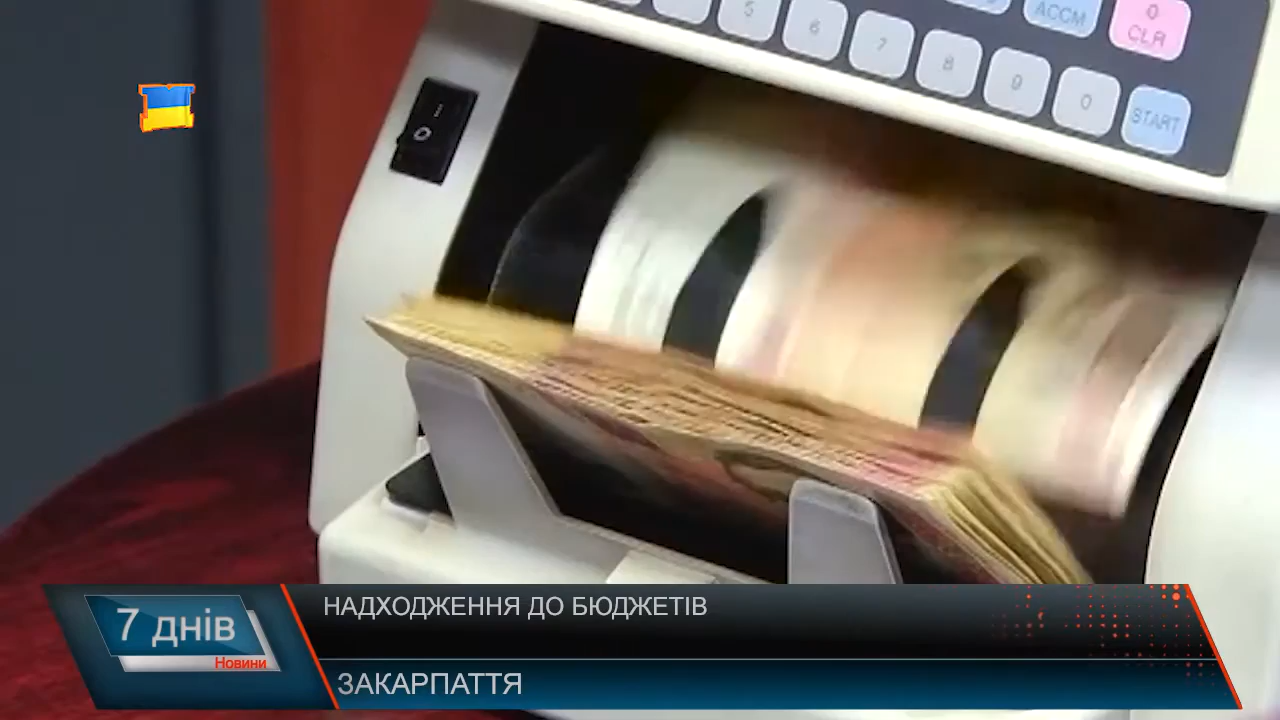 ACCM
0
CLR
5
6
7
8
9
0
START
7 днів
Новини
НАДХОДЖЕННЯ ДО БЮДЖЕТІВ
ЗАКАРПАТТЯ